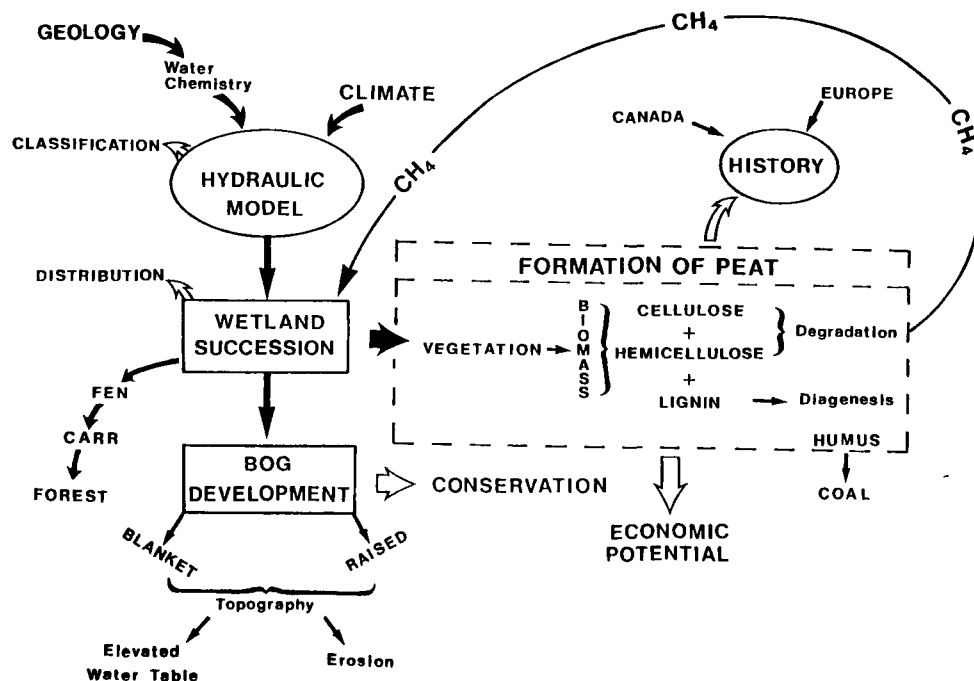 GEOLOGY
Water
Chemistry
CLIMATE
CLASSIFICATION
HYDRAULIC
MODEL
DISTRIBUTION
WETLAND
SUCCESSION
FEN
CARR
FOREST
BOG
DEVELOPMENT
BLANKET
RAISED
Topography
Elevated
Water Table
Erosion
CONSERVATION
CH4
CH4
CH4
CANADA
EUROPE
HISTORY
FORMATION OF PEAT
VEGETATION
BIOMASS
CELLULOSE
+
HEMICELLULOSE
+
LIGNIN
Degradation
Diagenesis
HUMUS
COAL
ECONOMIC
POTENTIAL